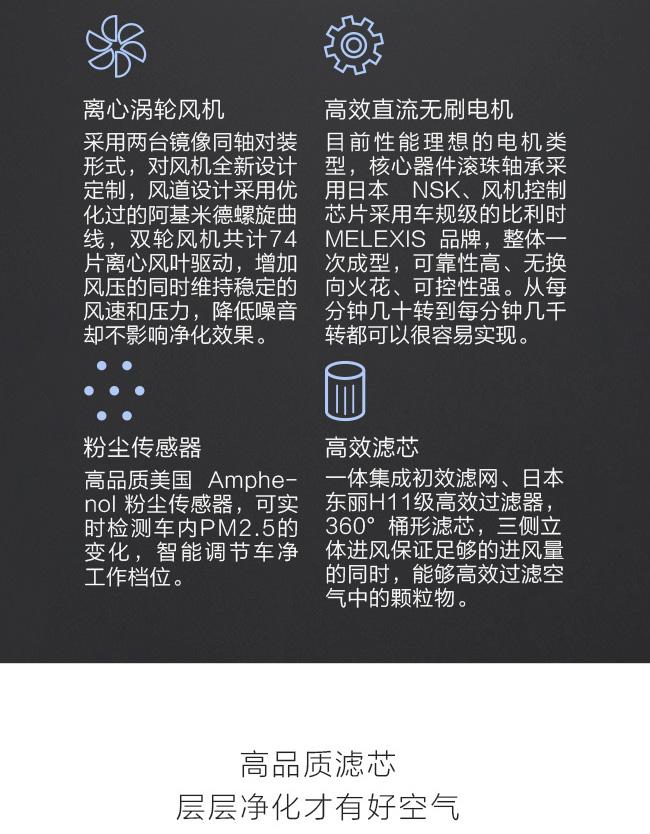 离心涡轮风机
采用两台镜像同轴对装
形式，对风机全新设计
定制，风道设计采用优
化过的阿基米德螺旋曲
线，双轮风机共计74
片离心风叶驱动，增加
风压的同时维持稳定的
风速和压力，降低噪音
却不影响净化效果。
高效直流无刷电机
目前性能理想的电机类
型，核心器件滚珠轴承采
用日本 NSK、风机控制
芯片采用车规级的比利时
MELEXIS 品牌，整体一
次成型，可靠性高、无换
向火花、可控性强。从每
分钟几十转到每分钟几千
转都可以很容易实现。
粉尘传感器
高品质美国 Amphe-
nol 粉尘传感器，可实
时检测车内PM2.5的
变化，智能调节车净
工作档位。
高效滤芯
一体集成初效滤网、日本
东丽H11级高效过滤器，
360° 桶形滤芯，三侧立
体进风保证足够的进风量
的同时，能够高效过滤空
气中的颗粒物。
高品质滤芯
层层净化才有好空气